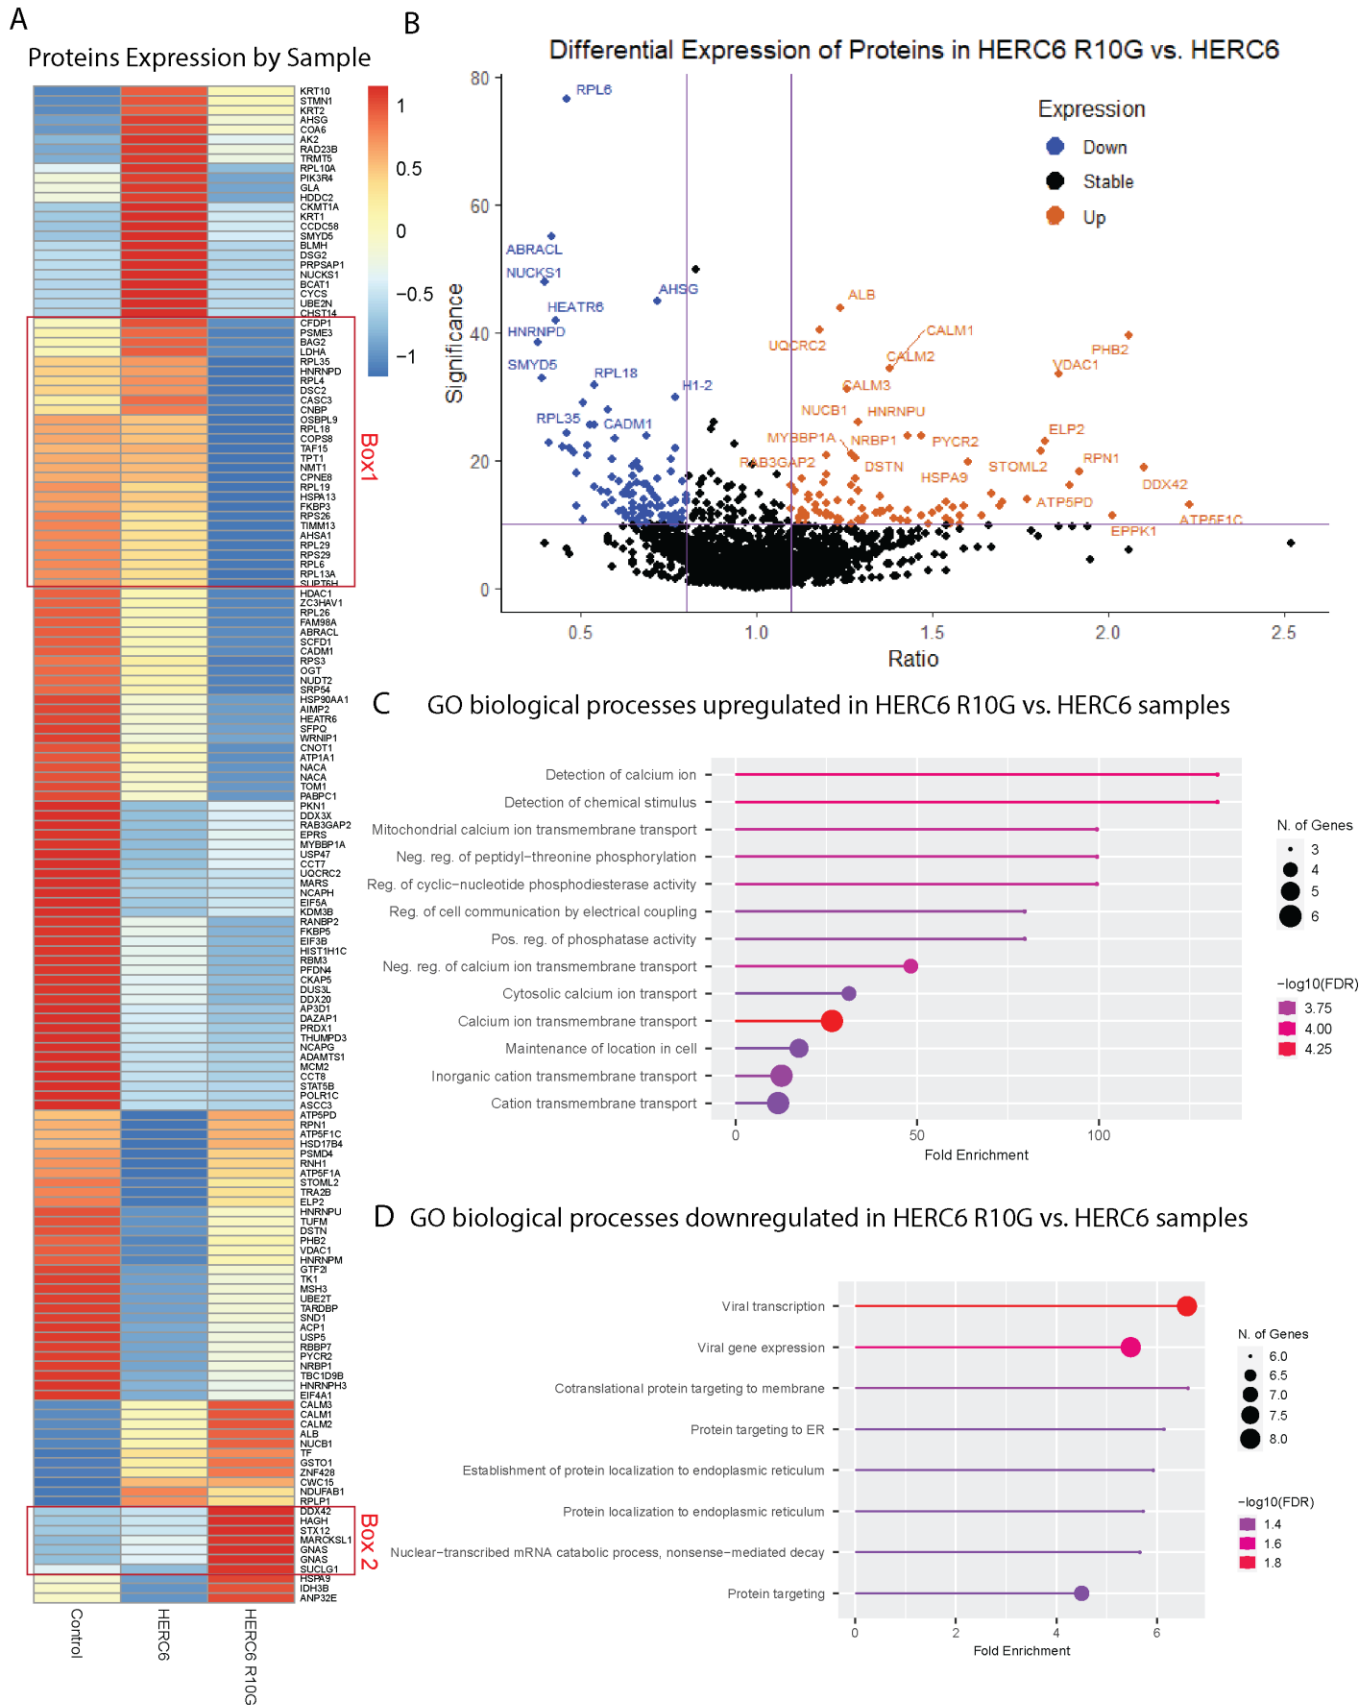 A
Proteins Expression by Sample
KRT10
STMN1
KRT2
AHSG
COA6
AK2
RAD23B
TRMT5
RPL10A
PIK3R4
GLA
HDDC2
CKMT1A
KRT1
CCDC58
SMYD5
BLMH
DSG2
PRPSAP1
NUCKS1
BCAT1
CYCS
UBE2N
CHST14
CFDP1
PSME3
BAG2
LDHA
RPL35
HNRNPD
RPL4
DSC2
CASC3
CNBP
OSBPL9
RPL18
COPS8
TAF15
TPT1
NMT1
CPNE8
RPL19
HSPA13
FKBP3
RPS26
TIMM13
AHSA1
RPL29
RPS29
RPL6
RPL13A
SUPT6H
HDAC1
ZC3HAV1
RPL26
FAM98A
ABRACL
SCFD1
CADM1
RPS3
OGT
NUDT2
SRP54
HSP90AA1
AIMP2
HEATR6
SFPQ
WRNIP1
CNOT1
ATP1A1
NACA
NACA
TOM1
PABPC1
PKN1
DDX3X
RAB3GAP2
EPRS
MYBBP1A
USP47
CCT7
UQCRC2
MARS
NCAPH
EIF5A
KDM3B
RANBP2
FKBP5
EIF3B
HIST1H1C
RBM3
PFDN4
CKAP5
DUS3L
DDX20
AP3D1
DAZAP1
PRDX1
THUMPD3
NCAPG
ADAMTS1
MCM2
CCT8
STAT5B
POLR1C
ASCC3
ATP5PD
RPN1
ATP5F1C
HSD17B4
PSMD4
RNH1
ATP5F1A
STOML2
TRA2B
ELP2
HNRNPU
TUFM
DSTN
PHB2
VDAC1
HNRNPM
GTF2I
TK1
MSH3
UBE2T
TARDBP
SND1
ACP1
USP5
RBBP7
PYCR2
NRBP1
TBC1D9B
HNRNPH3
EIF4A1
CALM3
CALM1
CALM2
ALB
NUCB1
TF
GSTO1
ZNF428
CWC15
NDUFAB1
RPLP1
DDX42
HAGH
STX12
MARCKSL1
GNAS
GNAS
SUCLG1
HSPA9
IDH3B
ANP32E
1
0.5
0
−0.5
−1
Box1
Box 2
Control
HERC6
HERC6 R10G
B
Differential Expression of Proteins in HERC6 R10G vs. HERC6
Significance
80
60
40
20
0
0.5
1.0
1.5
2.0
2.5
Ratio
Expression
Down
Stable
Up
RPL6
ABRACL
NUCKS1
AHSG
HEATR6
HNRNPD
SMYD5
RPL18
H1-2
RPL35
CADM1
ALB
UQCRC2
CALM1
CALM2
CALM3
PHB2
VDAC1
NUCB1
HNRNPU
MYBBP1A
NRBP1
PYCR2
ELP2
RAB3GAP2
DSTN
HSPA9
STOML2
RPN1
DDX42
ATP5PD
ATP5F1C
EPPK1
C
GO biological processes upregulated in HERC6 R10G vs. HERC6 samples
Detection of calcium ion
Detection of chemical stimulus
Mitochondrial calcium ion transmembrane transport
Neg. reg. of peptidyl−threonine phosphorylation
Reg. of cyclic−nucleotide phosphodiesterase activity
Reg. of cell communication by electrical coupling
Pos. reg. of phosphatase activity
Neg. reg. of calcium ion transmembrane transport
Cytosolic calcium ion transport
Calcium ion transmembrane transport
Maintenance of location in cell
Inorganic cation transmembrane transport
Cation transmembrane transport
0
50
100
Fold Enrichment
N. of Genes
3
4
5
6
−log10(FDR)
3.75
4.00
4.25
D
GO biological processes downregulated in HERC6 R10G vs. HERC6 samples
Viral transcription
Viral gene expression
Cotranslational protein targeting to membrane
Protein targeting to ER
Establishment of protein localization to endoplasmic reticulum
Protein localization to endoplasmic reticulum
Nuclear−transcribed mRNA catabolic process, nonsense−mediated decay
Protein targeting
0
2
4
6
Fold Enrichment
N. of Genes
6.0
6.5
7.0
7.5
8.0
−log10(FDR)
1.4
1.6
1.8